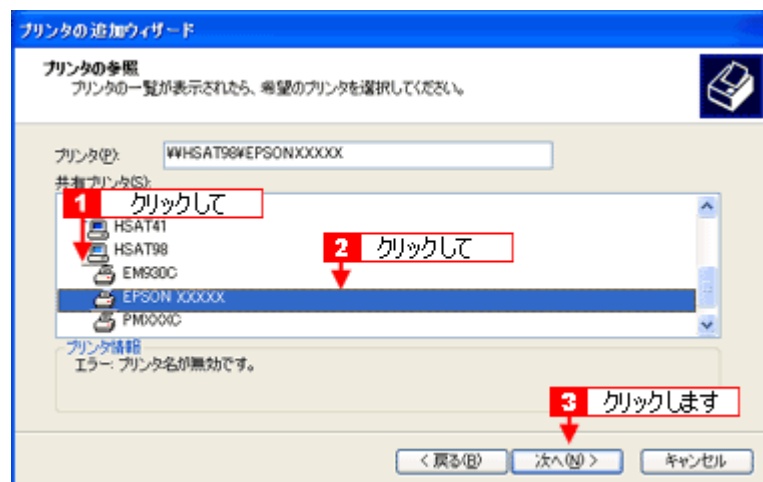 プリンタの追加ウィザード
プリンタの参照
プリンタの一覧が表示されたら、希望のプリンタを選択してください。
プリンタ(P):
¥¥HSAT98¥EPSONXXXXX
共有プリンタ(S):
1 クリックして
HSAT41
HSAT98
2 クリックして
EM930C
EPSON XXXXX
PMXXXC
プリンタ情報
エラー: プリンタ名が無効です。
3 クリックします
< 戻る(B)
次へ(N) >
キャンセル